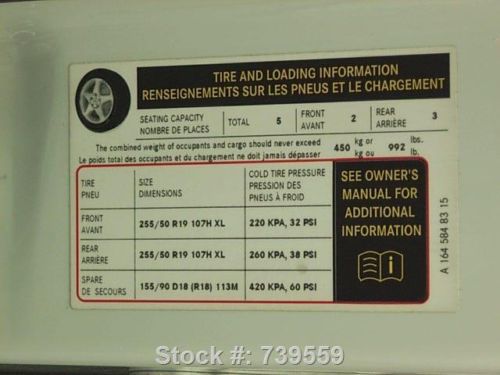 TIRE AND LOADING INFORMATION
RENSEIGNEMENTS SUR LES PNEUS ET LE CHARGEMENT
SEATING CAPACITY
NOMBRE DE PLACES
TOTAL 5
FRONT
AVANT
2
REAR
ARRIÈRE
3
The combined weight of occupants and cargo should never exceed
Le poids total des occupants et du chargement ne doit jamais dépasser
450 kg or
kg ou
992 lbs.
lb.
TIRE
PNEU
SIZE
DIMENSIONS
COLD TIRE PRESSURE
PRESSION DES
PNEUS À FROID
FRONT
AVANT
255/50 R19 107H XL
220 KPA, 32 PSI
REAR
ARRIÈRE
255/50 R19 107H XL
260 KPA, 38 PSI
SPARE
DE SECOURS
155/90 D18 (R18) 113M
420 KPA, 60 PSI
SEE OWNER'S
MANUAL FOR
ADDITIONAL
INFORMATION
i
A 164 584 83 15
Stock #: 739559